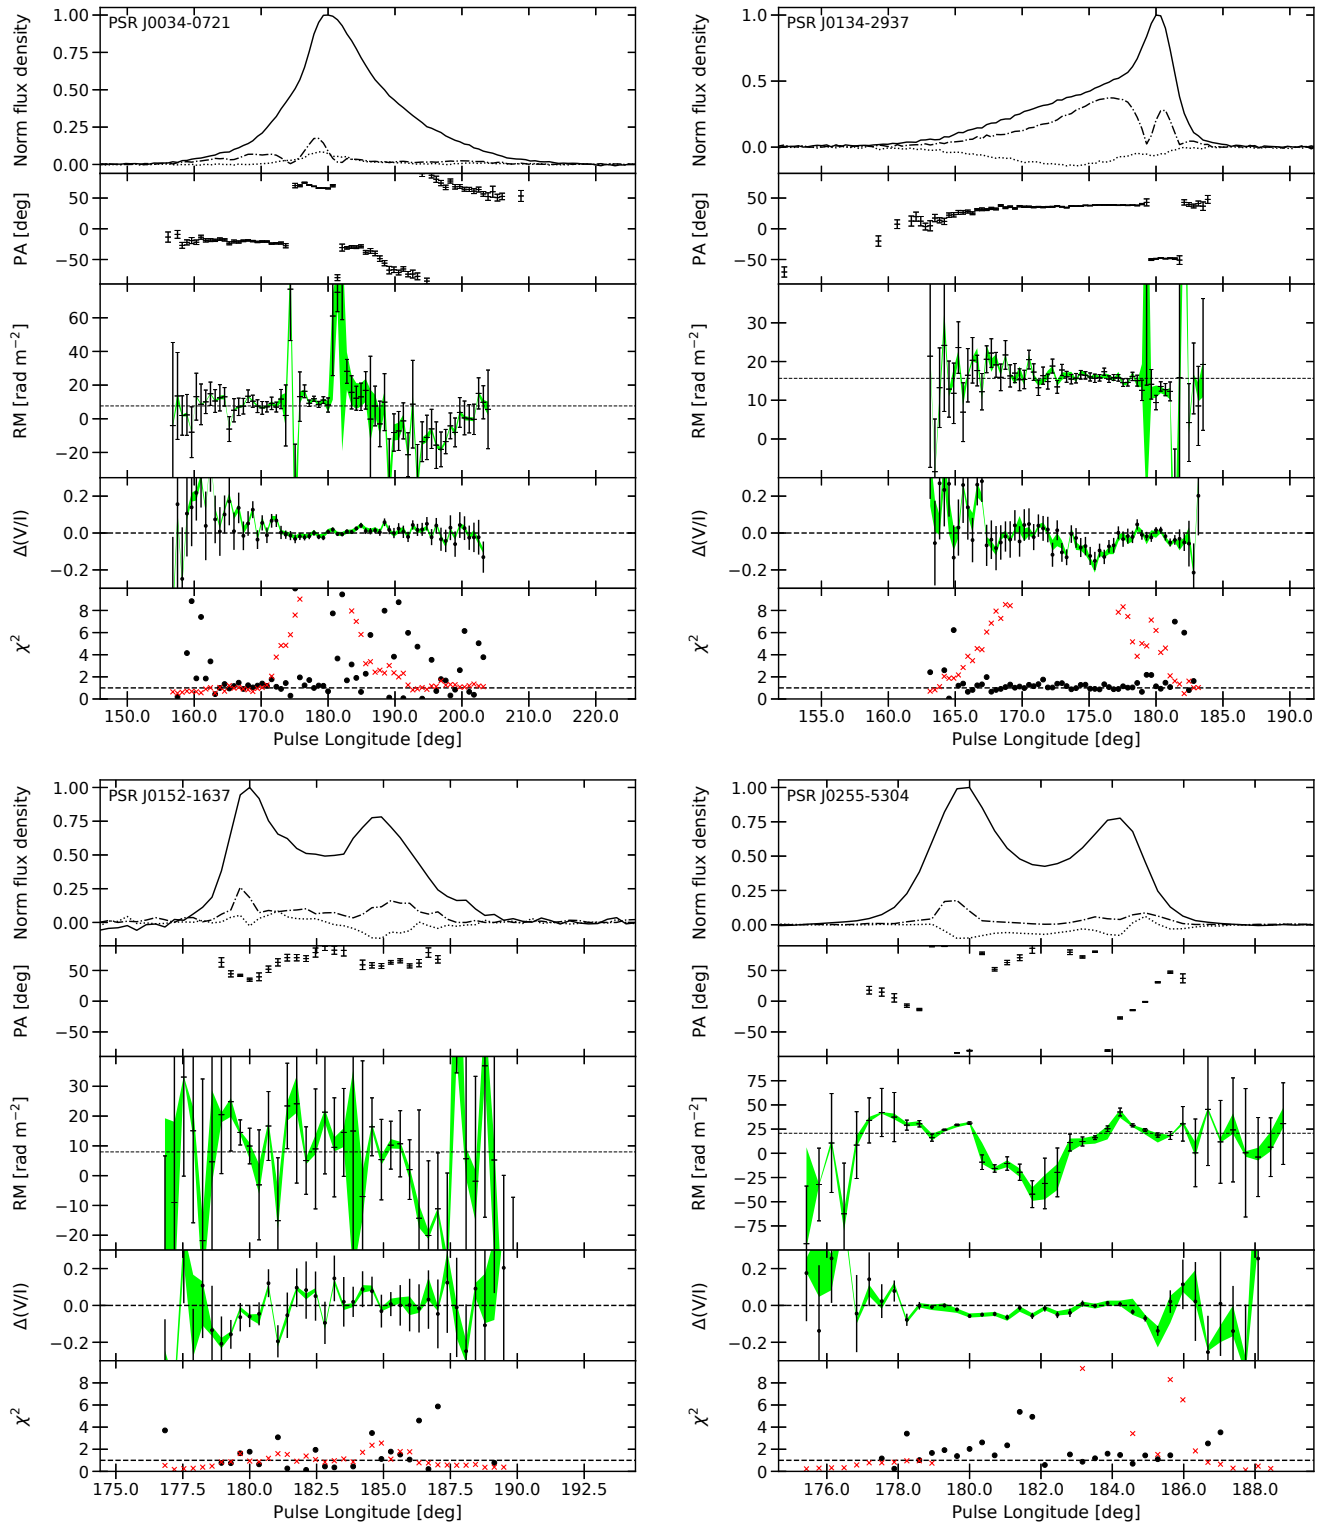 PSR J0034-0721
Norm flux density
1.00
0.75
0.50
0.25
0.00
PA [deg]
50
0
−50
RM [rad m−2]
60
40
20
0
−20
Δ(V/I)
0.2
0.0
−0.2
χ2
8
6
4
2
0
150.0 160.0 170.0 180.0 190.0 200.0 210.0 220.0
Pulse Longitude [deg]
PSR J0134-2937
Norm flux density
1.0
0.5
0.0
PA [deg]
50
0
−50
RM [rad m−2]
30
20
10
0
Δ(V/I)
0.2
0.0
−0.2
χ2
8
6
4
2
0
155.0 160.0 165.0 170.0 175.0 180.0 185.0 190.0
Pulse Longitude [deg]
PSR J0152-1637
Norm flux density
1.00
0.75
0.50
0.25
0.00
PA [deg]
50
0
−50
RM [rad m−2]
30
20
10
0
−10
−20
Δ(V/I)
0.2
0.0
−0.2
χ2
8
6
4
2
0
175.0 177.5 180.0 182.5 185.0 187.5 190.0 192.5
Pulse Longitude [deg]
PSR J0255-5304
Norm flux density
1.00
0.75
0.50
0.25
0.00
PA [deg]
50
0
−50
RM [rad m−2]
75
50
25
0
−25
−50
−75
Δ(V/I)
0.2
0.0
−0.2
χ2
8
6
4
2
0
176.0 178.0 180.0 182.0 184.0 186.0 188.0
Pulse Longitude [deg]